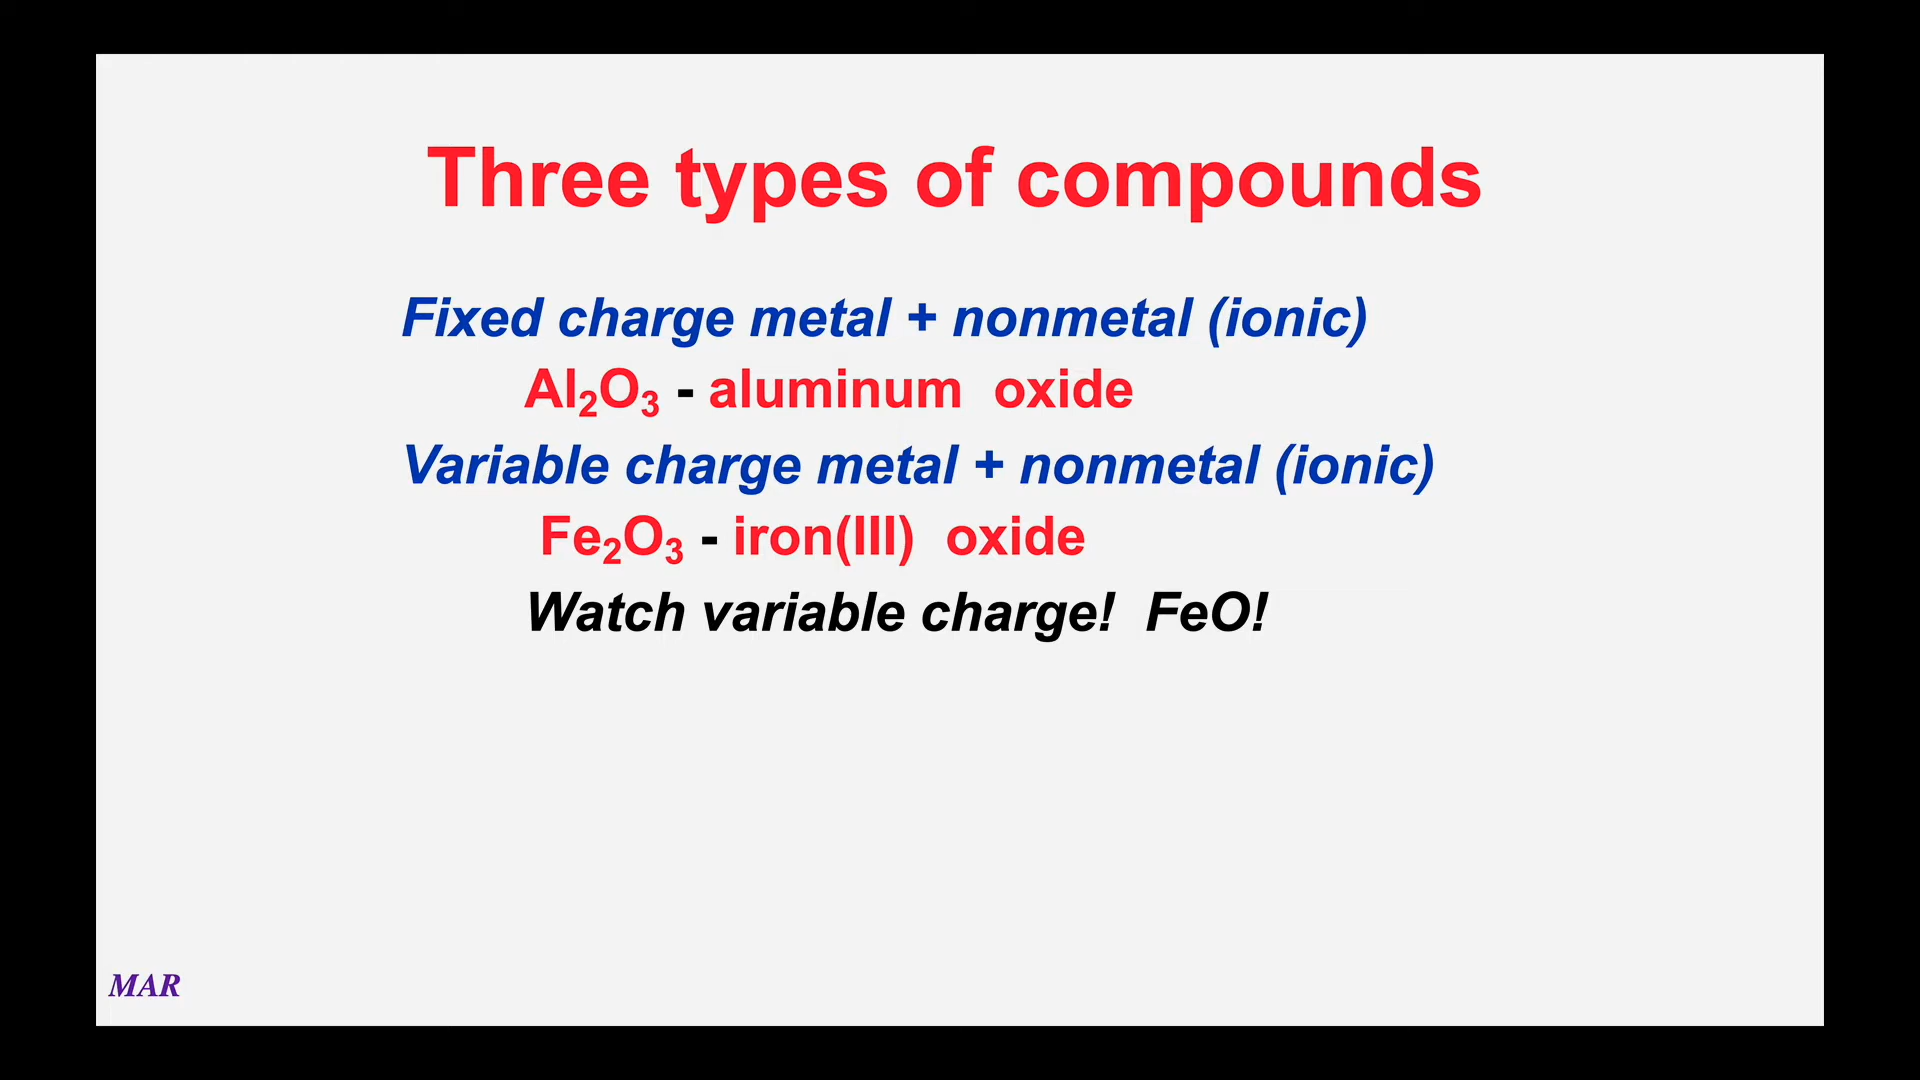 Three types of compounds
Fixed charge metal + nonmetal (ionic)
Al₂O₃ - aluminum oxide
Variable charge metal + nonmetal (ionic)
Fe₂O₃ - iron(III) oxide
Watch variable charge! FeO!
MAR